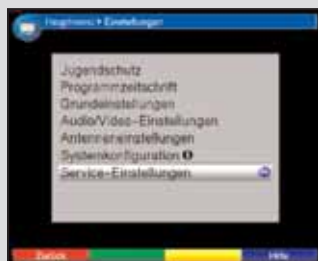 Hauptmenü > Einstellungen
Jugendschutz
Programmzeitschrift
Grundeinstellungen
Audio/Video-Einstellungen
Antenneneinstellungen
Systemkonfiguration
Service-Einstellungen
Zurück
Hilfe